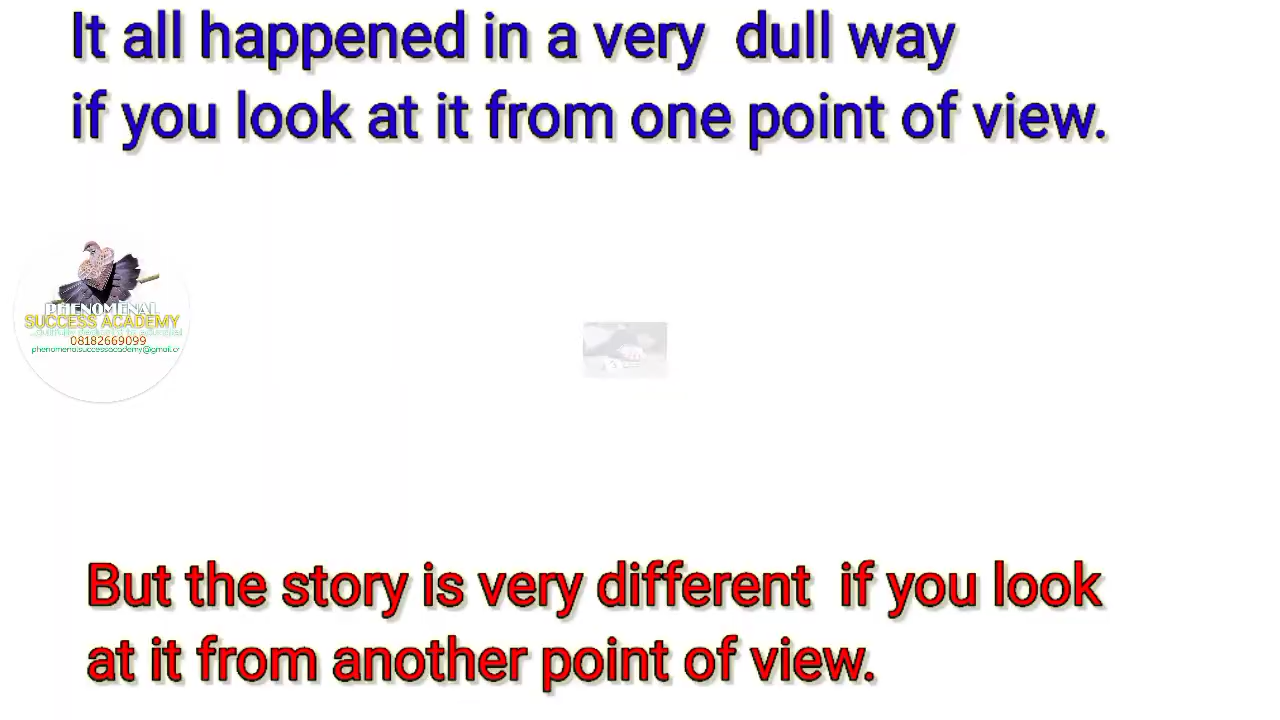 It all happened in a very dull way
if you look at it from one point of view.
PHENOMENAL
SUCCESS ACADEMY
08182669099
But the story is very different if you look
at it from another point of view.